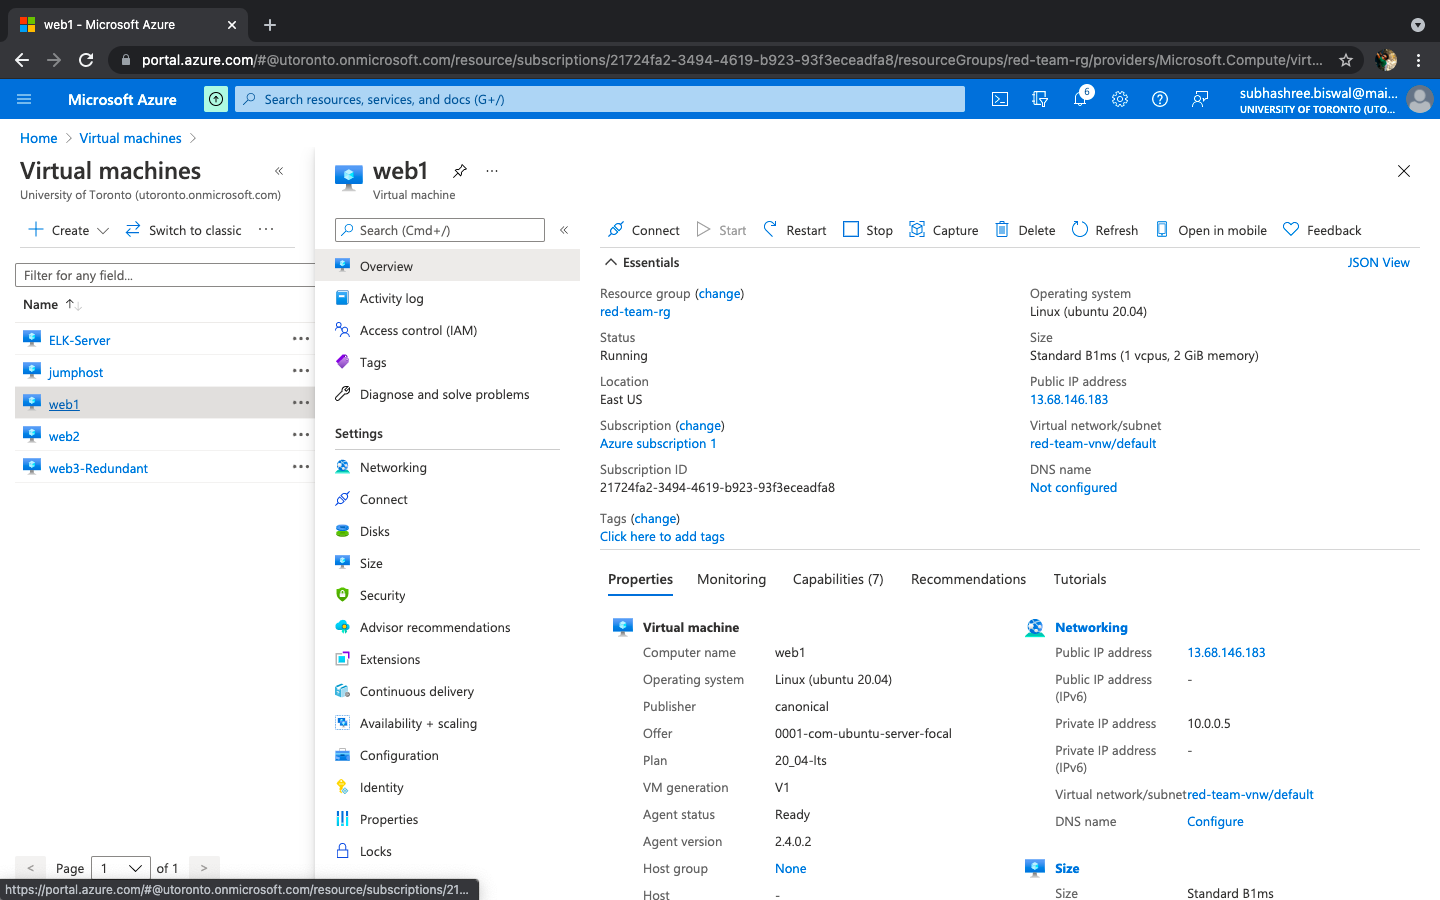 web1 - Microsoft Azure
portal.azure.com/#@utoronto.onmicrosoft.com/resource/subscriptions/21724fa2-3494-4619-b923-93f3eceadfa8/resourceGroups/red-team-rg/providers/Microsoft.Compute/virt...
Microsoft Azure
Search resources, services, and docs (G+/)
6
subhashree.biswal@mai...
UNIVERSITY OF TORONTO (UTO...
Home > Virtual machines >
Virtual machines «
University of Toronto (utoronto.onmicrosoft.com)
+ Create Switch to classic ...
Filter for any field...
Name ↑↓
ELK-Server ...
jumphost ...
web1 ...
web2 ...
web3-Redundant ...
< Page 1 of 1 >
https://portal.azure.com/#@utoronto.onmicrosoft.com/resource/subscriptions/21...
web1 ...
Virtual machine
Search (Cmd+/) «
Overview
Activity log
Access control (IAM)
Tags
Diagnose and solve problems
Settings
Networking
Connect
Disks
Size
Security
Advisor recommendations
Extensions
Continuous delivery
Availability + scaling
Configuration
Identity
Properties
Locks
Connect Start Restart Stop Capture Delete Refresh Open in mobile Feedback
Essentials JSON View
Resource group (change)
red-team-rg
Status
Running
Location
East US
Subscription (change)
Azure subscription 1
Subscription ID
21724fa2-3494-4619-b923-93f3eceadfa8
Tags (change)
Click here to add tags
Operating system
Linux (ubuntu 20.04)
Size
Standard B1ms (1 vcpus, 2 GiB memory)
Public IP address
13.68.146.183
Virtual network/subnet
red-team-vnw/default
DNS name
Not configured
Properties Monitoring Capabilities (7) Recommendations Tutorials
Virtual machine
Computer name web1
Operating system Linux (ubuntu 20.04)
Publisher canonical
Offer 0001-com-ubuntu-server-focal
Plan 20_04-lts
VM generation V1
Agent status Ready
Agent version 2.4.0.2
Host group None
Host -
Networking
Public IP address 13.68.146.183
Public IP address -
(IPv6)
Private IP address 10.0.0.5
Private IP address -
(IPv6)
Virtual network/subnet red-team-vnw/default
DNS name Configure
Size
Size Standard B1ms